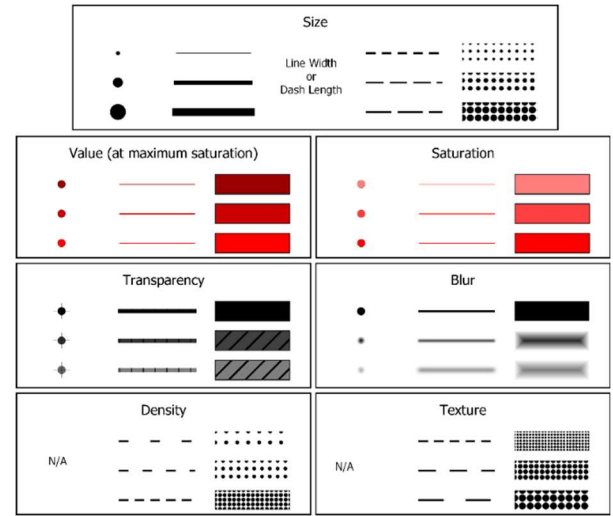 Size
Line Width
or
Dash Length
Value (at maximum saturation)
Saturation
Transparency
Blur
Density
N/A
Texture
N/A